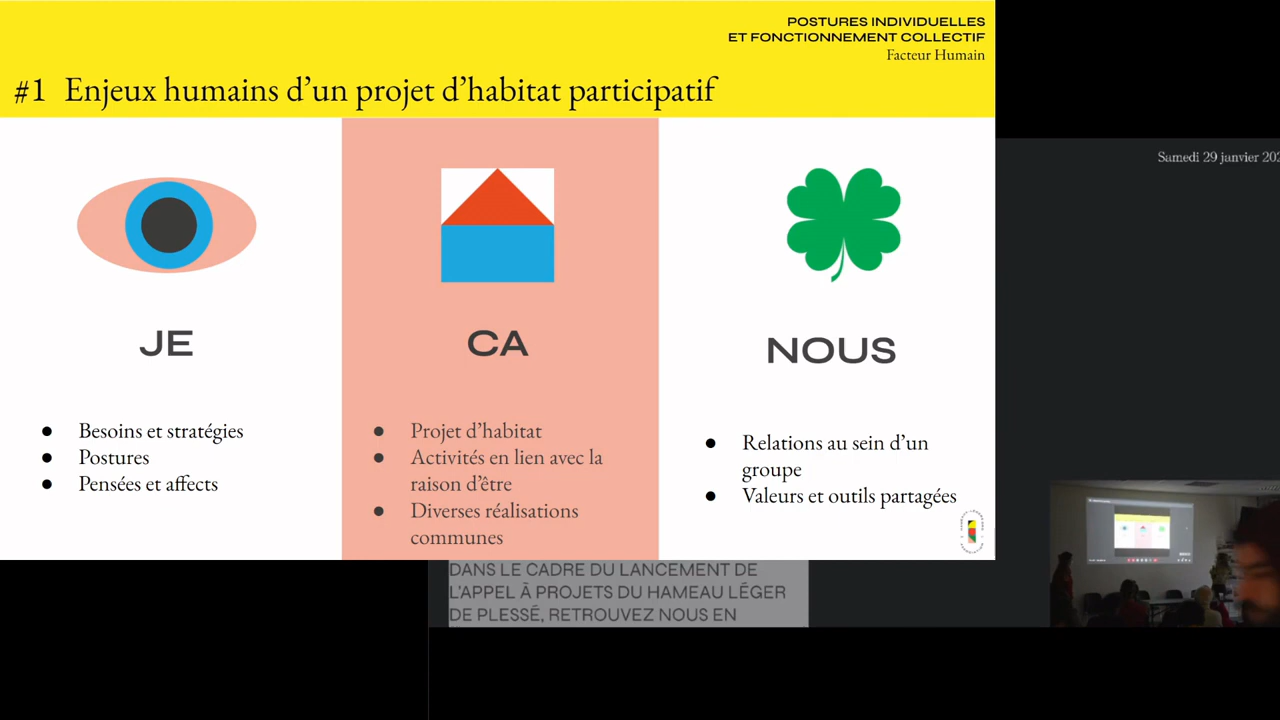 POSTURES INDIVIDUELLES
ET FONCTIONNEMENT COLLECTIF
Facteur Humain
#1 Enjeux humains d’un projet d’habitat participatif
Samedi 29 janvier
JE
● Besoins et stratégies
● Postures
● Pensées et affects
CA
● Projet d’habitat
● Activités en lien avec la
raison d’être
● Diverses réalisations
communes
NOUS
● Relations au sein d’un
groupe
● Valeurs et outils partagées
DANS LE CADRE DU LANCEMENT DE
L’APPEL À PROJETS DU HAMEAU LÉGER
DE PLESSÉ, RETROUVEZ NOUS EN